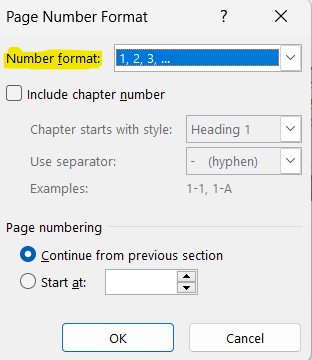 Page Number Format ? ×
Number format: 1, 2, 3, ...
Include chapter number
Chapter starts with style: Heading 1
Use separator: - (hyphen)
Examples: 1-1, 1-A
Page numbering
Continue from previous section
Start at:
OK Cancel